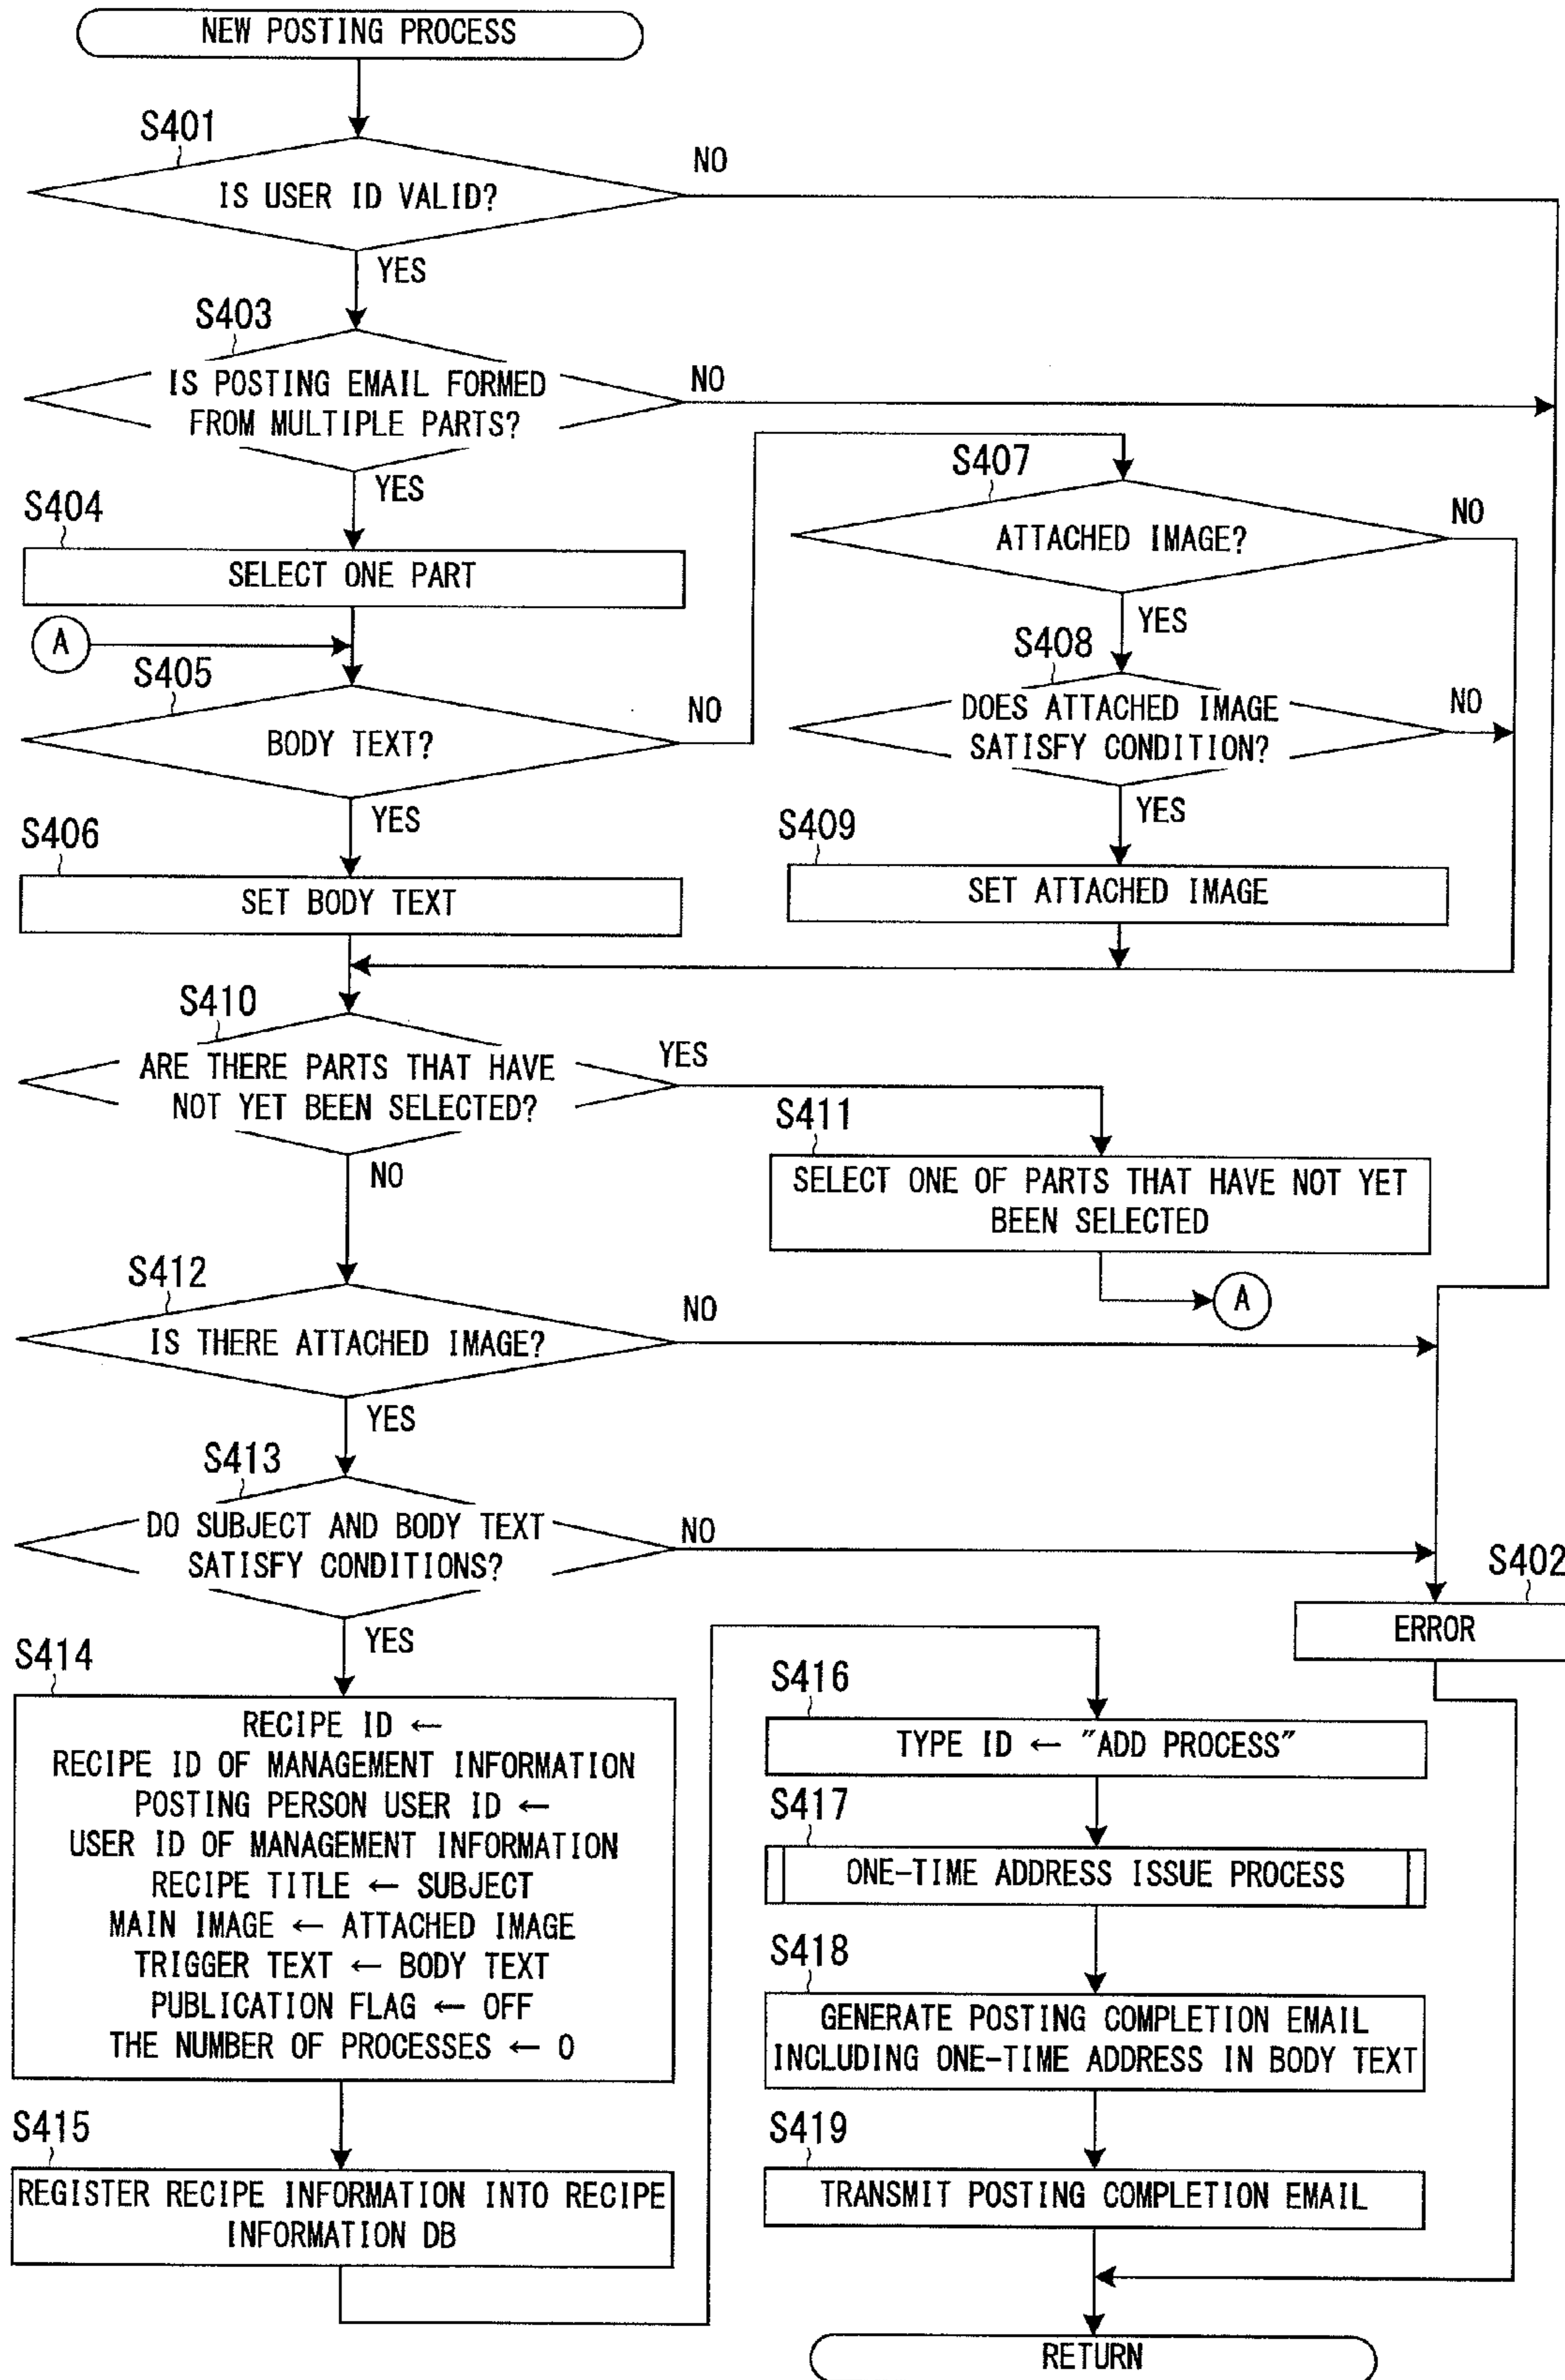 NEW POSTING PROCESS
S401
IS USER ID VALID?
NO
YES
S403
IS POSTING EMAIL FORMED
FROM MULTIPLE PARTS?
NO
YES
S404
SELECT ONE PART
A
S405
BODY TEXT?
NO
YES
S406
SET BODY TEXT
S407
ATTACHED IMAGE?
NO
YES
S408
DOES ATTACHED IMAGE
SATISFY CONDITION?
NO
YES
S409
SET ATTACHED IMAGE
S410
ARE THERE PARTS THAT HAVE
NOT YET BEEN SELECTED?
YES
NO
S411
SELECT ONE OF PARTS THAT HAVE NOT YET
BEEN SELECTED
A
S412
IS THERE ATTACHED IMAGE?
NO
YES
S413
DO SUBJECT AND BODY TEXT
SATISFY CONDITIONS?
NO
YES
S402
ERROR
S414
RECIPE ID ←
RECIPE ID OF MANAGEMENT INFORMATION
POSTING PERSON USER ID ←
USER ID OF MANAGEMENT INFORMATION
RECIPE TITLE ← SUBJECT
MAIN IMAGE ← ATTACHED IMAGE
TRIGGER TEXT ← BODY TEXT
PUBLICATION FLAG ← OFF
THE NUMBER OF PROCESSES ← 0
S415
REGISTER RECIPE INFORMATION INTO RECIPE
INFORMATION DB
S416
TYPE ID ← "ADD PROCESS"
S417
ONE-TIME ADDRESS ISSUE PROCESS
S418
GENERATE POSTING COMPLETION EMAIL
INCLUDING ONE-TIME ADDRESS IN BODY TEXT
S419
TRANSMIT POSTING COMPLETION EMAIL
RETURN